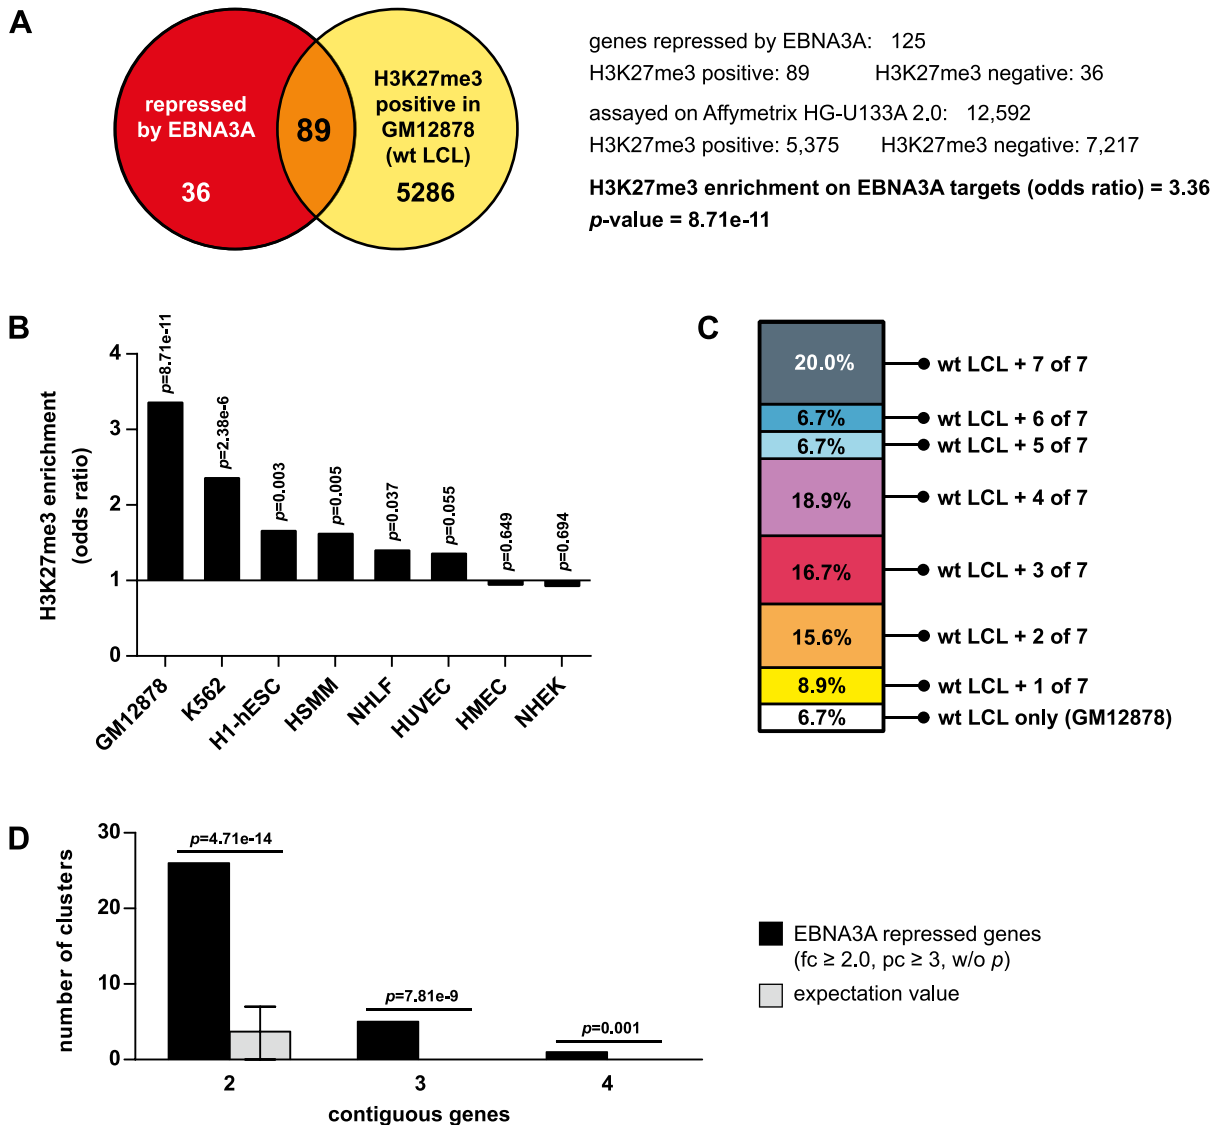 A
repressed
by EBNA3A
36
89
H3K27me3
positive in
GM12878
(wt LCL)
5286
genes repressed by EBNA3A: 125
H3K27me3 positive: 89 H3K27me3 negative: 36
assayed on Affymetrix HG-U133A 2.0: 12,592
H3K27me3 positive: 5,375 H3K27me3 negative: 7,217
H3K27me3 enrichment on EBNA3A targets (odds ratio) = 3.36
p-value = 8.71e-11
B
H3K27me3 enrichment
(odds ratio)
4
3
2
1
0
p=8.71e-11
p=2.38e-6
p=0.003
p=0.005
p=0.037
p=0.055
p=0.649
p=0.694
GM12878
K562
H1-hESC
HSMM
NHLF
HUVEC
HMEC
NHEK
C
20.0% wt LCL + 7 of 7
6.7% wt LCL + 6 of 7
6.7% wt LCL + 5 of 7
18.9% wt LCL + 4 of 7
16.7% wt LCL + 3 of 7
15.6% wt LCL + 2 of 7
8.9% wt LCL + 1 of 7
6.7% wt LCL only (GM12878)
D
number of clusters
30
20
10
0
p=4.71e-14
p=7.81e-9
p=0.001
2 3 4
contiguous genes
EBNA3A repressed genes
(fc ≥ 2.0, pc ≥ 3, w/o p)
expectation value